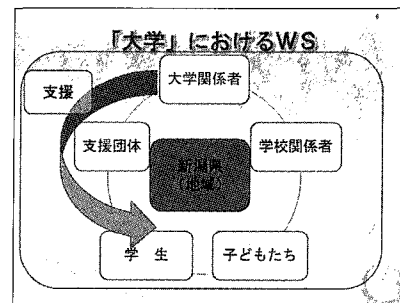 『大学』におけるWS
支援
大学関係者
支援団体
学校関係者
新潟県
（地域）
学 生
子どもたち